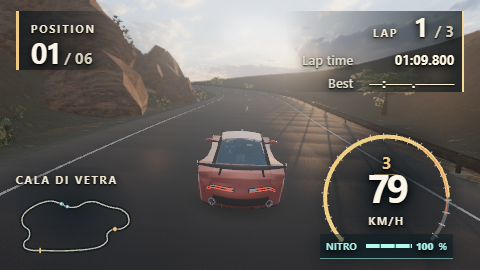 POSITION
01 / 06
LAP 1 / 3
Lap time 01:09.800
Best
CALA DI VETRA
3
79
KM/H
NITRO 100 %